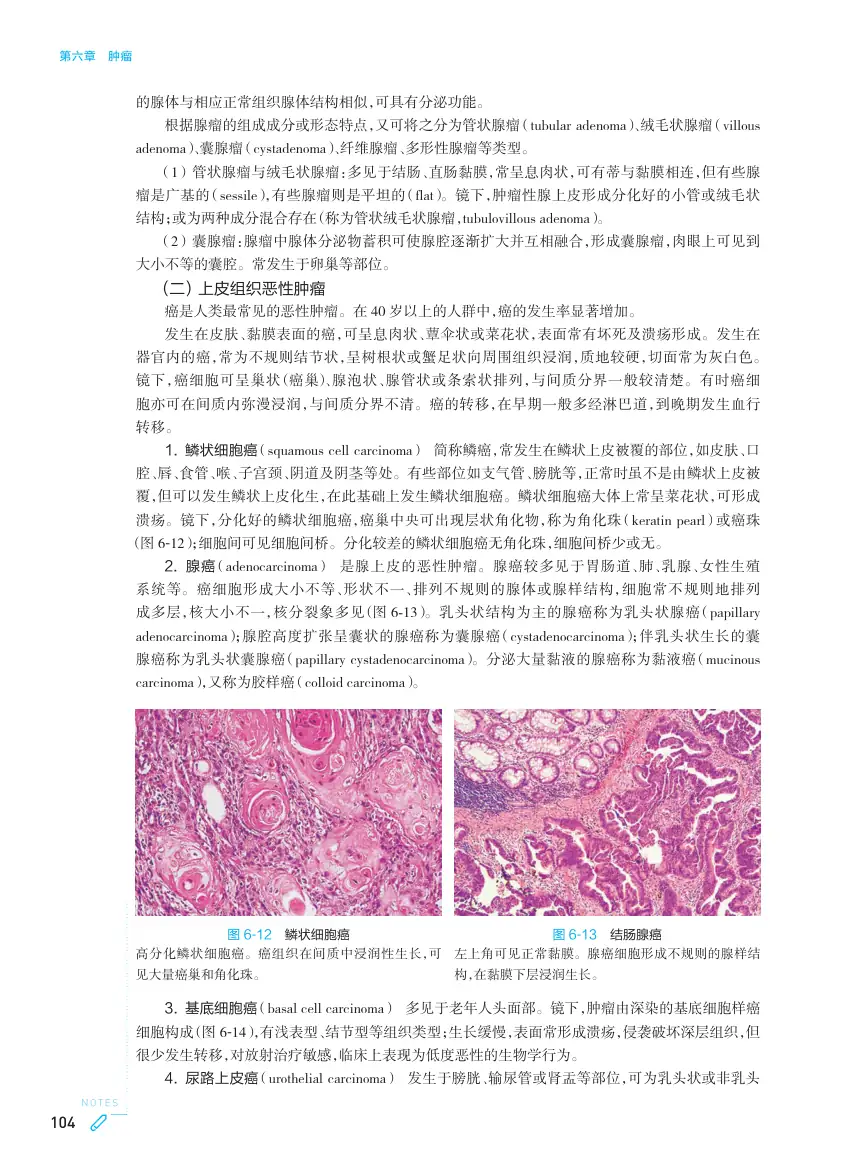 第六章 肿瘤
的腺体与相应正常组织腺体结构相似,可具有分泌功能。
根据腺瘤的组成成分或形态特点,又可将之分为管状腺瘤(tubular adenoma)、绒毛状腺瘤(villous
adenoma)、囊腺瘤(cystadenoma)、纤维腺瘤、多形性腺瘤等类型。
(1)管状腺瘤与绒毛状腺瘤:多见于结肠、直肠黏膜,常呈息肉状,可有蒂与黏膜相连,但有些腺
瘤是广基的(sessile),有些腺瘤则是平坦的(flat)。镜下,肿瘤性腺上皮形成分化好的小管或绒毛状
结构;或为两种成分混合存在(称为管状绒毛状腺瘤,tubulovillous adenoma)。
(2)囊腺瘤:腺瘤中腺体分泌物蓄积可使腺腔逐渐扩大并互相融合,形成囊腺瘤,肉眼上可见到
大小不等的囊腔。常发生于卵巢等部位。
(二)上皮组织恶性肿瘤
癌是人类最常见的恶性肿瘤。在 40 岁以上的人群中,癌的发生率显著增加。
发生在皮肤、黏膜表面的癌,可呈息肉状、蕈伞状或菜花状,表面常有坏死及溃疡形成。发生在
器官内的癌,常为不规则结节状,呈树根状或蟹足状向周围组织浸润,质地较硬,切面常为灰白色。
镜下,癌细胞可呈巢状(癌巢)、腺泡状、腺管状或条索状排列,与间质分界一般较清楚。有时癌细
胞亦可在间质内弥漫浸润,与间质分界不清。癌的转移,在早期一般多经淋巴道,到晚期发生血行
转移。
1. 鳞状细胞癌(squamous cell carcinoma) 简称鳞癌,常发生在鳞状上皮被覆的部位,如皮肤、口
腔、唇、食管、喉、子宫颈、阴道及阴茎等处。有些部位如支气管、膀胱等,正常时虽不是由鳞状上皮被
覆,但可以发生鳞状上皮化生,在此基础上发生鳞状细胞癌。鳞状细胞癌大体上常呈菜花状,可形成
溃疡。镜下,分化好的鳞状细胞癌,癌巢中央可出现层状角化物,称为角化珠(keratin pearl)或癌珠
(图 6-12);细胞间可见细胞间桥。分化较差的鳞状细胞癌无角化珠,细胞间桥少或无。
2. 腺癌(adenocarcinoma) 是腺上皮的恶性肿瘤。腺癌较多见于胃肠道、肺、乳腺、女性生殖
系统等。癌细胞形成大小不等、形状不一、排列不规则的腺体或腺样结构,细胞常不规则地排列
成多层,核大小不一,核分裂象多见(图 6-13)。乳头状结构为主的腺癌称为乳头状腺癌(papillary
adenocarcinoma);腺腔高度扩张呈囊状的腺癌称为囊腺癌(cystadenocarcinoma);伴乳头状生长的囊
腺癌称为乳头状囊腺癌(papillary cystadenocarcinoma)。分泌大量黏液的腺癌称为黏液癌(mucinous
carcinoma),又称为胶样癌(colloid carcinoma)。
图 6-12 鳞状细胞癌
高分化鳞状细胞癌。癌组织在间质中浸润性生长,可
见大量癌巢和角化珠。
图 6-13 结肠腺癌
左上角可见正常黏膜。腺癌细胞形成不规则的腺样结
构,在黏膜下层浸润生长。
3. 基底细胞癌(basal cell carcinoma) 多见于老年人头面部。镜下,肿瘤由深染的基底细胞样癌
细胞构成(图 6-14),有浅表型、结节型等组织类型;生长缓慢,表面常形成溃疡,侵袭破坏深层组织,但
很少发生转移,对放射治疗敏感,临床上表现为低度恶性的生物学行为。
4. 尿路上皮癌(urothelial carcinoma) 发生于膀胱、输尿管或肾盂等部位,可为乳头状或非乳头
NOTES
104